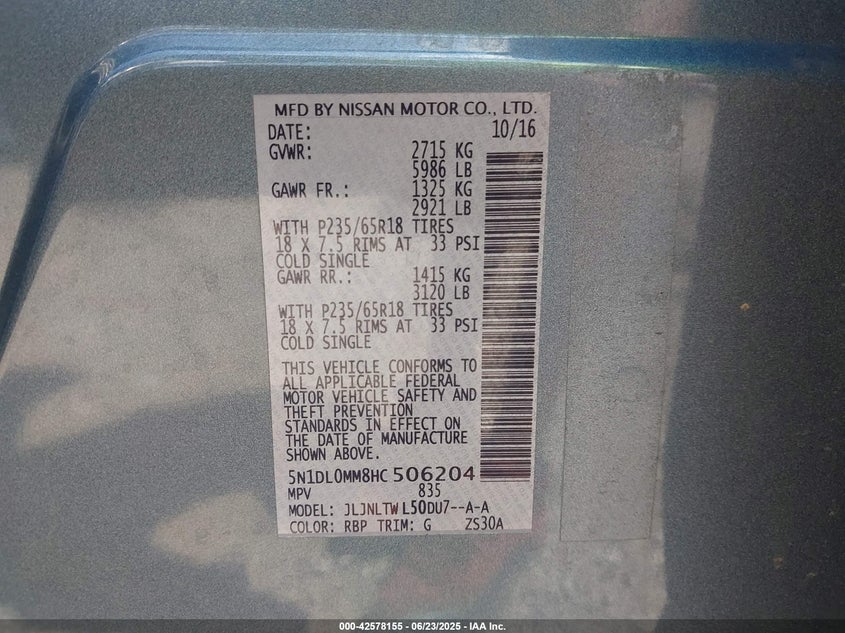 MFD BY NISSAN MOTOR CO., LTD.
DATE: 10/16
GVWR: 2715 KG
5986 LB
GAWR FR.: 1325 KG
2921 LB
WITH P235/65R18 TIRES
18 X 7.5 RIMS AT 33 PSI
COLD SINGLE
GAWR RR.: 1415 KG
3120 LB
WITH P235/65R18 TIRES
18 X 7.5 RIMS AT 33 PSI
COLD SINGLE
THIS VEHICLE CONFORMS TO
ALL APPLICABLE FEDERAL
MOTOR VEHICLE SAFETY AND
THEFT PREVENTION
STANDARDS IN EFFECT ON
THE DATE OF MANUFACTURE
SHOWN ABOVE.
5N1DL0MM8HC 506204
MPV 835
MODEL: JLJNLTW L50DU7--A-A
COLOR: RBP TRIM: G ZS30A
000-42578155 - 06/23/2025 - IAA Inc.